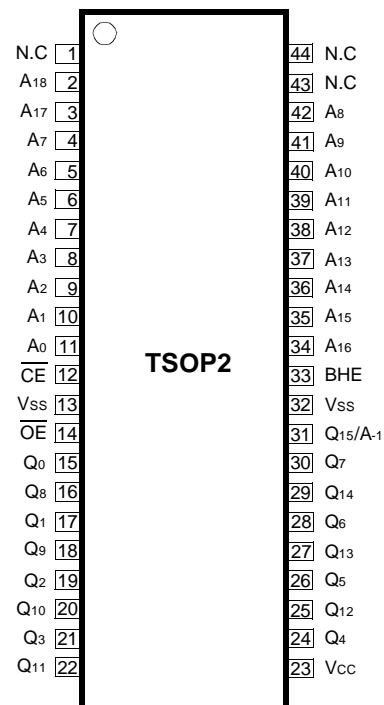 N.C 1 44 N.C
A18 2 43 N.C
A17 3 42 A8
A7 4 41 A9
A6 5 40 A10
A5 6 39 A11
A4 7 38 A12
A3 8 37 A13
A2 9 36 A14
A1 10 35 A15
A0 11 34 A16
TSOP2
CE 12 33 BHE
VSS 13 32 VSS
OE 14 31 Q15/A-1
Q0 15 30 Q7
Q8 16 29 Q14
Q1 17 28 Q6
Q9 18 27 Q13
Q2 19 26 Q5
Q10 20 25 Q12
Q3 21 24 Q4
Q11 22 23 VCC